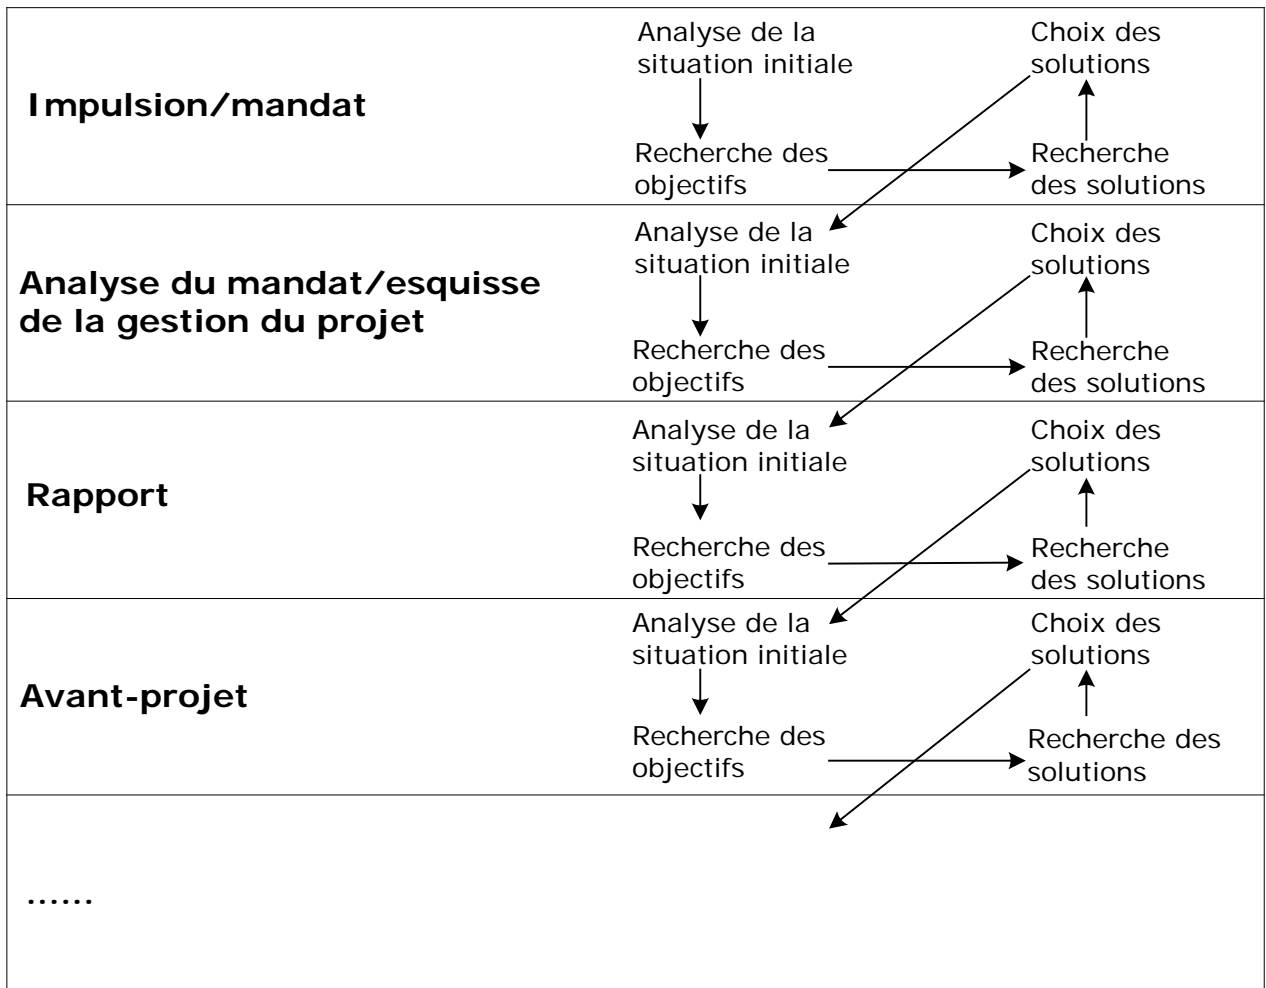 Impulsion/mandat
Analyse de la
situation initiale
Recherche des
objectifs
Recherche
des solutions
Choix des
solutions
Analyse du mandat/esquisse
de la gestion du projet
Analyse de la
situation initiale
Recherche des
objectifs
Recherche
des solutions
Choix des
solutions
Rapport
Analyse de la
situation initiale
Recherche des
objectifs
Recherche
des solutions
Choix des
solutions
Avant-projet
Analyse de la
situation initiale
Recherche des
objectifs
Recherche des
solutions
Choix des
solutions
......